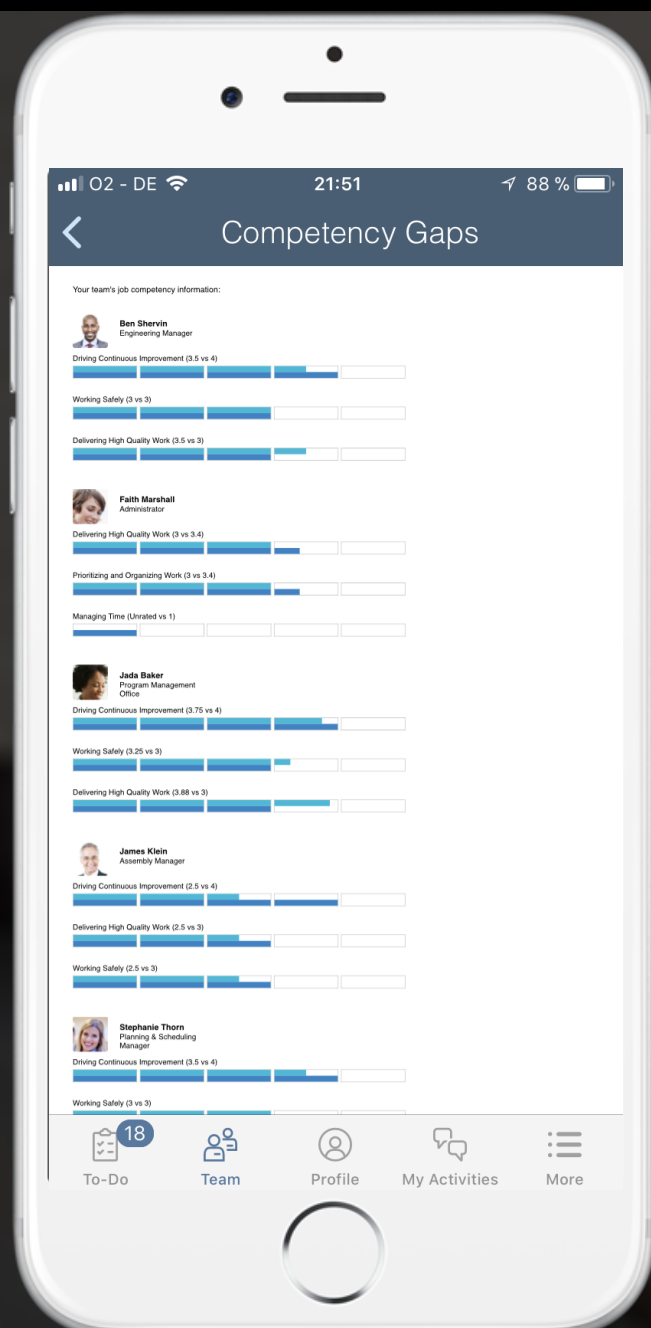 O2 - DE
21:51
88 %
Competency Gaps
Your team's job competency information:
Ben Shervin
Engineering Manager
Driving Continuous Improvement (3.5 vs 4)
Working Safely (3 vs 3)
Delivering High Quality Work (3.5 vs 3)
Faith Marshall
Administrator
Delivering High Quality Work (3 vs 3.4)
Prioritizing and Organizing Work (3 vs 3.4)
Managing Time (Unrated vs 1)
Jada Baker
Program Management
Office
Driving Continuous Improvement (3.75 vs 4)
Working Safely (3.25 vs 3)
Delivering High Quality Work (3.88 vs 3)
James Klein
Assembly Manager
Driving Continuous Improvement (2.5 vs 4)
Delivering High Quality Work (2.5 vs 3)
Working Safely (2.5 vs 3)
Stephanie Thorn
Planning & Scheduling
Manager
Driving Continuous Improvement (3.5 vs 4)
Working Safely (3 vs 3)
18
To-Do
Team
Profile
My Activities
More